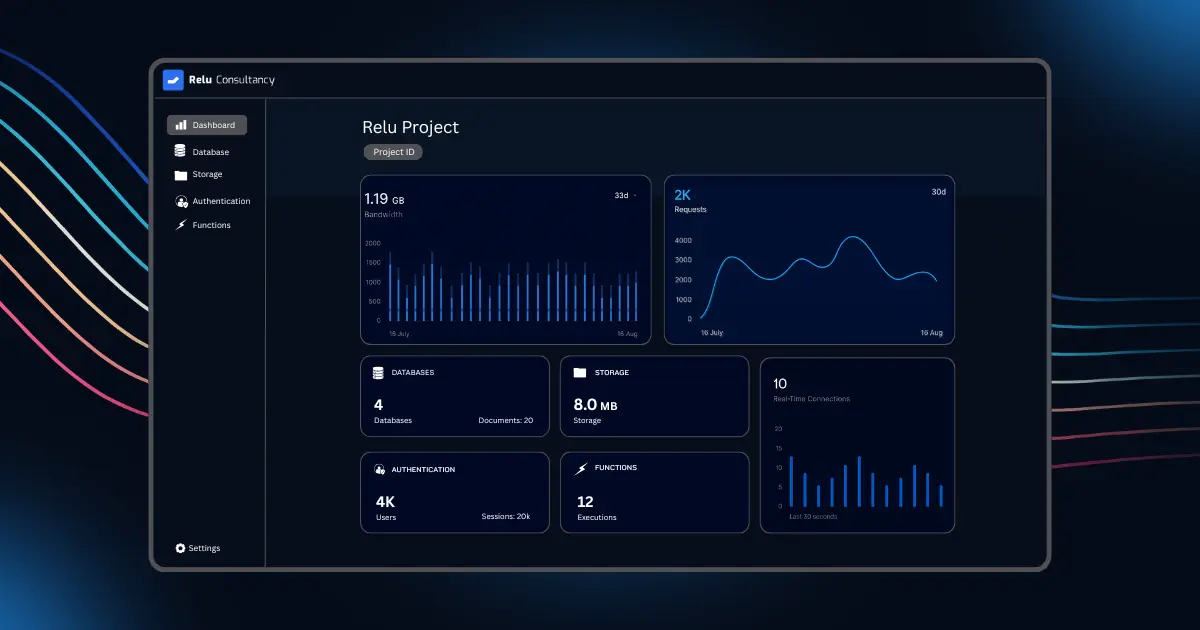 Relu Consultancy
Dashboard
Database
Storage
Authentication
Functions
Settings
Relu Project
Project ID
1.19 GB
33d
Bandwidth
2000
1500
1000
500
0
16 July
16 Aug
2K
30d
Requests
4000
3000
2000
1000
0
16 July
16 Aug
DATABASES
4
Databases
Documents: 20
STORAGE
8.0 MB
Storage
AUTHENTICATION
4K
Users
Sessions: 20k
FUNCTIONS
12
Executions
10
Real-Time Connections
20
15
10
5
0
Last 30 seconds